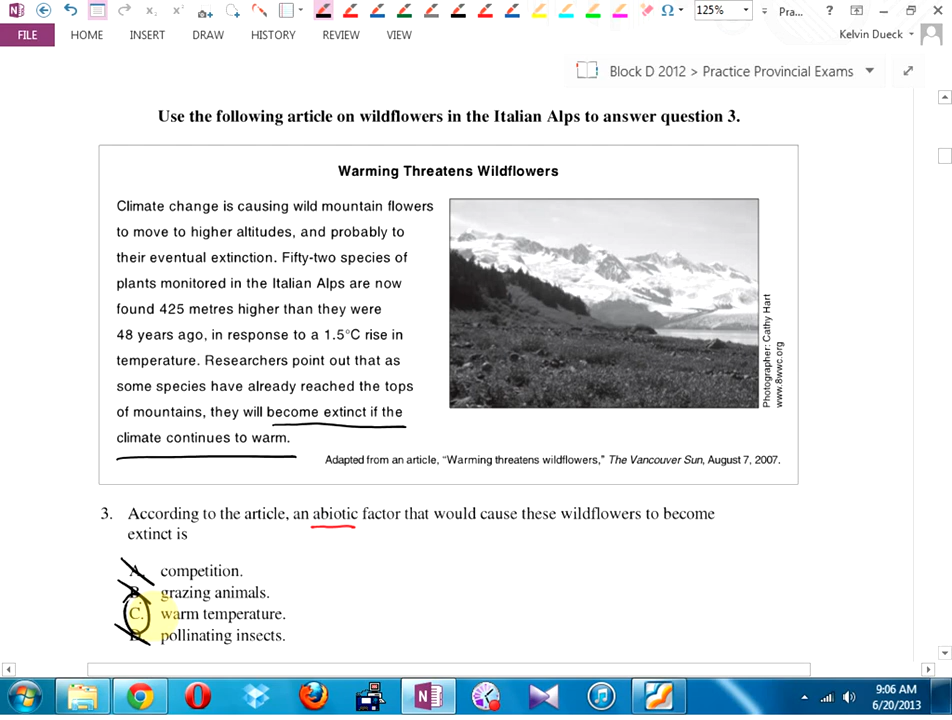 125%
Pra...
?
FILE
HOME
INSERT
DRAW
HISTORY
REVIEW
VIEW
Kelvin Dueck
Block D 2012 > Practice Provincial Exams
Use the following article on wildflowers in the Italian Alps to answer question 3.
Warming Threatens Wildflowers
Climate change is causing wild mountain flowers
to move to higher altitudes, and probably to
their eventual extinction. Fifty-two species of
plants monitored in the Italian Alps are now
found 425 metres higher than they were
48 years ago, in response to a 1.5°C rise in
temperature. Researchers point out that as
some species have already reached the tops
of mountains, they will become extinct if the
climate continues to warm.
Photographer: Cathy Hart
www.8wwc.org
Adapted from an article, “Warming threatens wildflowers,” The Vancouver Sun, August 7, 2007.
3. According to the article, an abiotic factor that would cause these wildflowers to become
extinct is
A. competition.
B. grazing animals.
C. warm temperature.
D. pollinating insects.
9:06 AM
6/20/2013